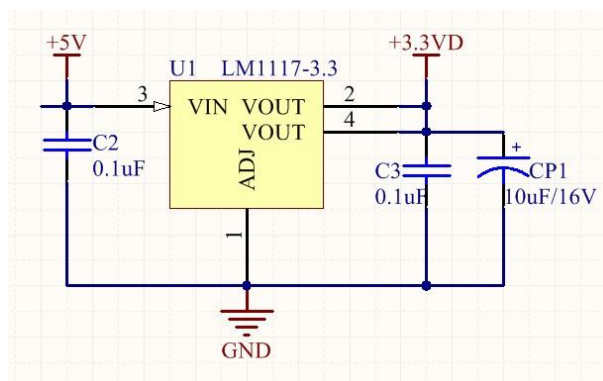 +5V
+3.3VD
U1 LM1117-3.3
3
VIN VOUT
2
VOUT
4
C2
0.1uF
ADJ
C3
0.1uF
+
CP1
10uF/16V
1
GND